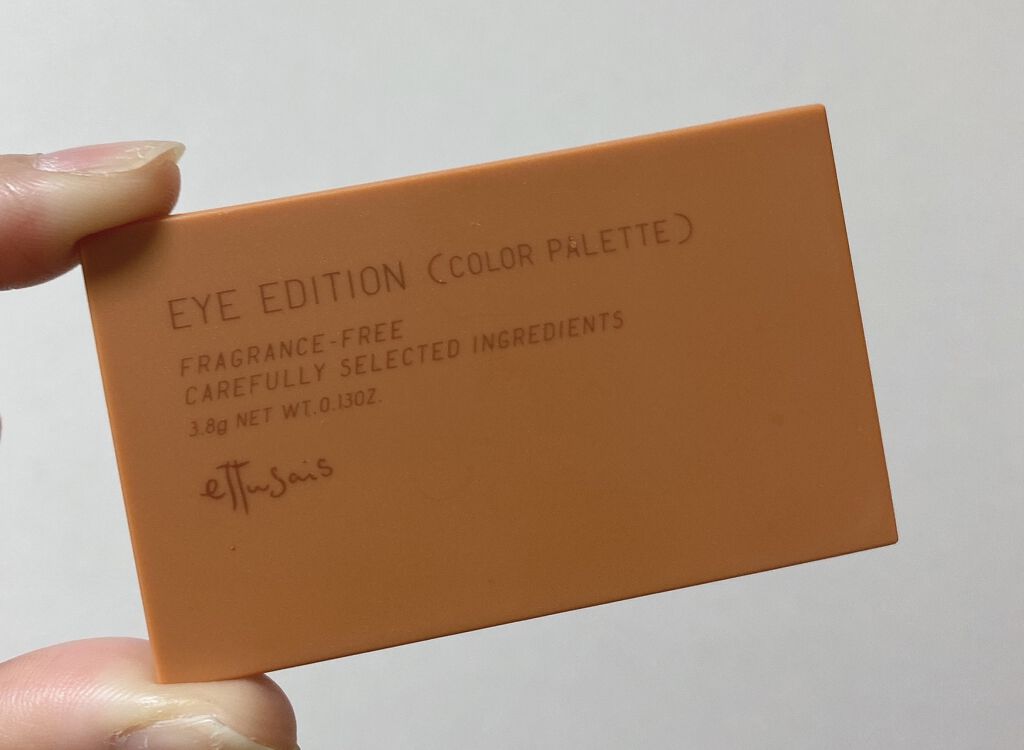 EYE EDITION (COLOR PALETTE)
FRAGRANCE-FREE
CAREFULLY SELECTED INGREDIENTS
3.8g NET WT.0.13OZ.
ettusais